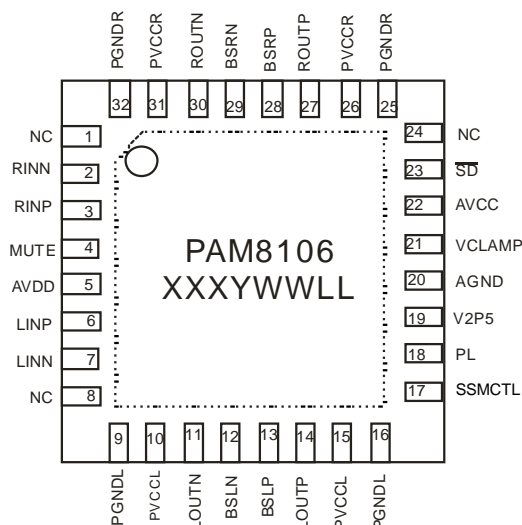 PGNDR PVCCR ROUTN BSRN BSRP ROUTP PVCCR PGNDR
32 31 30 29 28 27 26 25
NC 1
RINN 2
RINP 3
MUTE 4
AVDD 5
LINP 6
LINN 7
NC 8
PAM8106
XXXYWWLL
24 NC
23 SD
22 AVCC
21 VCLAMP
20 AGND
19 V2P5
18 PL
17 SSMCTL
9 10 11 12 13 14 15 16
PGNDL PVCCL LOUTN BSLN BSLP LOUTP PVCCL PGNDL